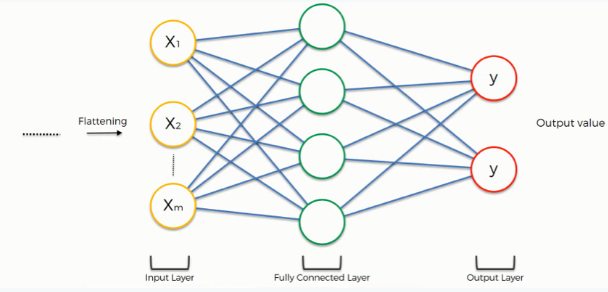 X1
Flattening
X2
Xm
y
y
Output value
Input Layer
Fully Connected Layer
Output Layer